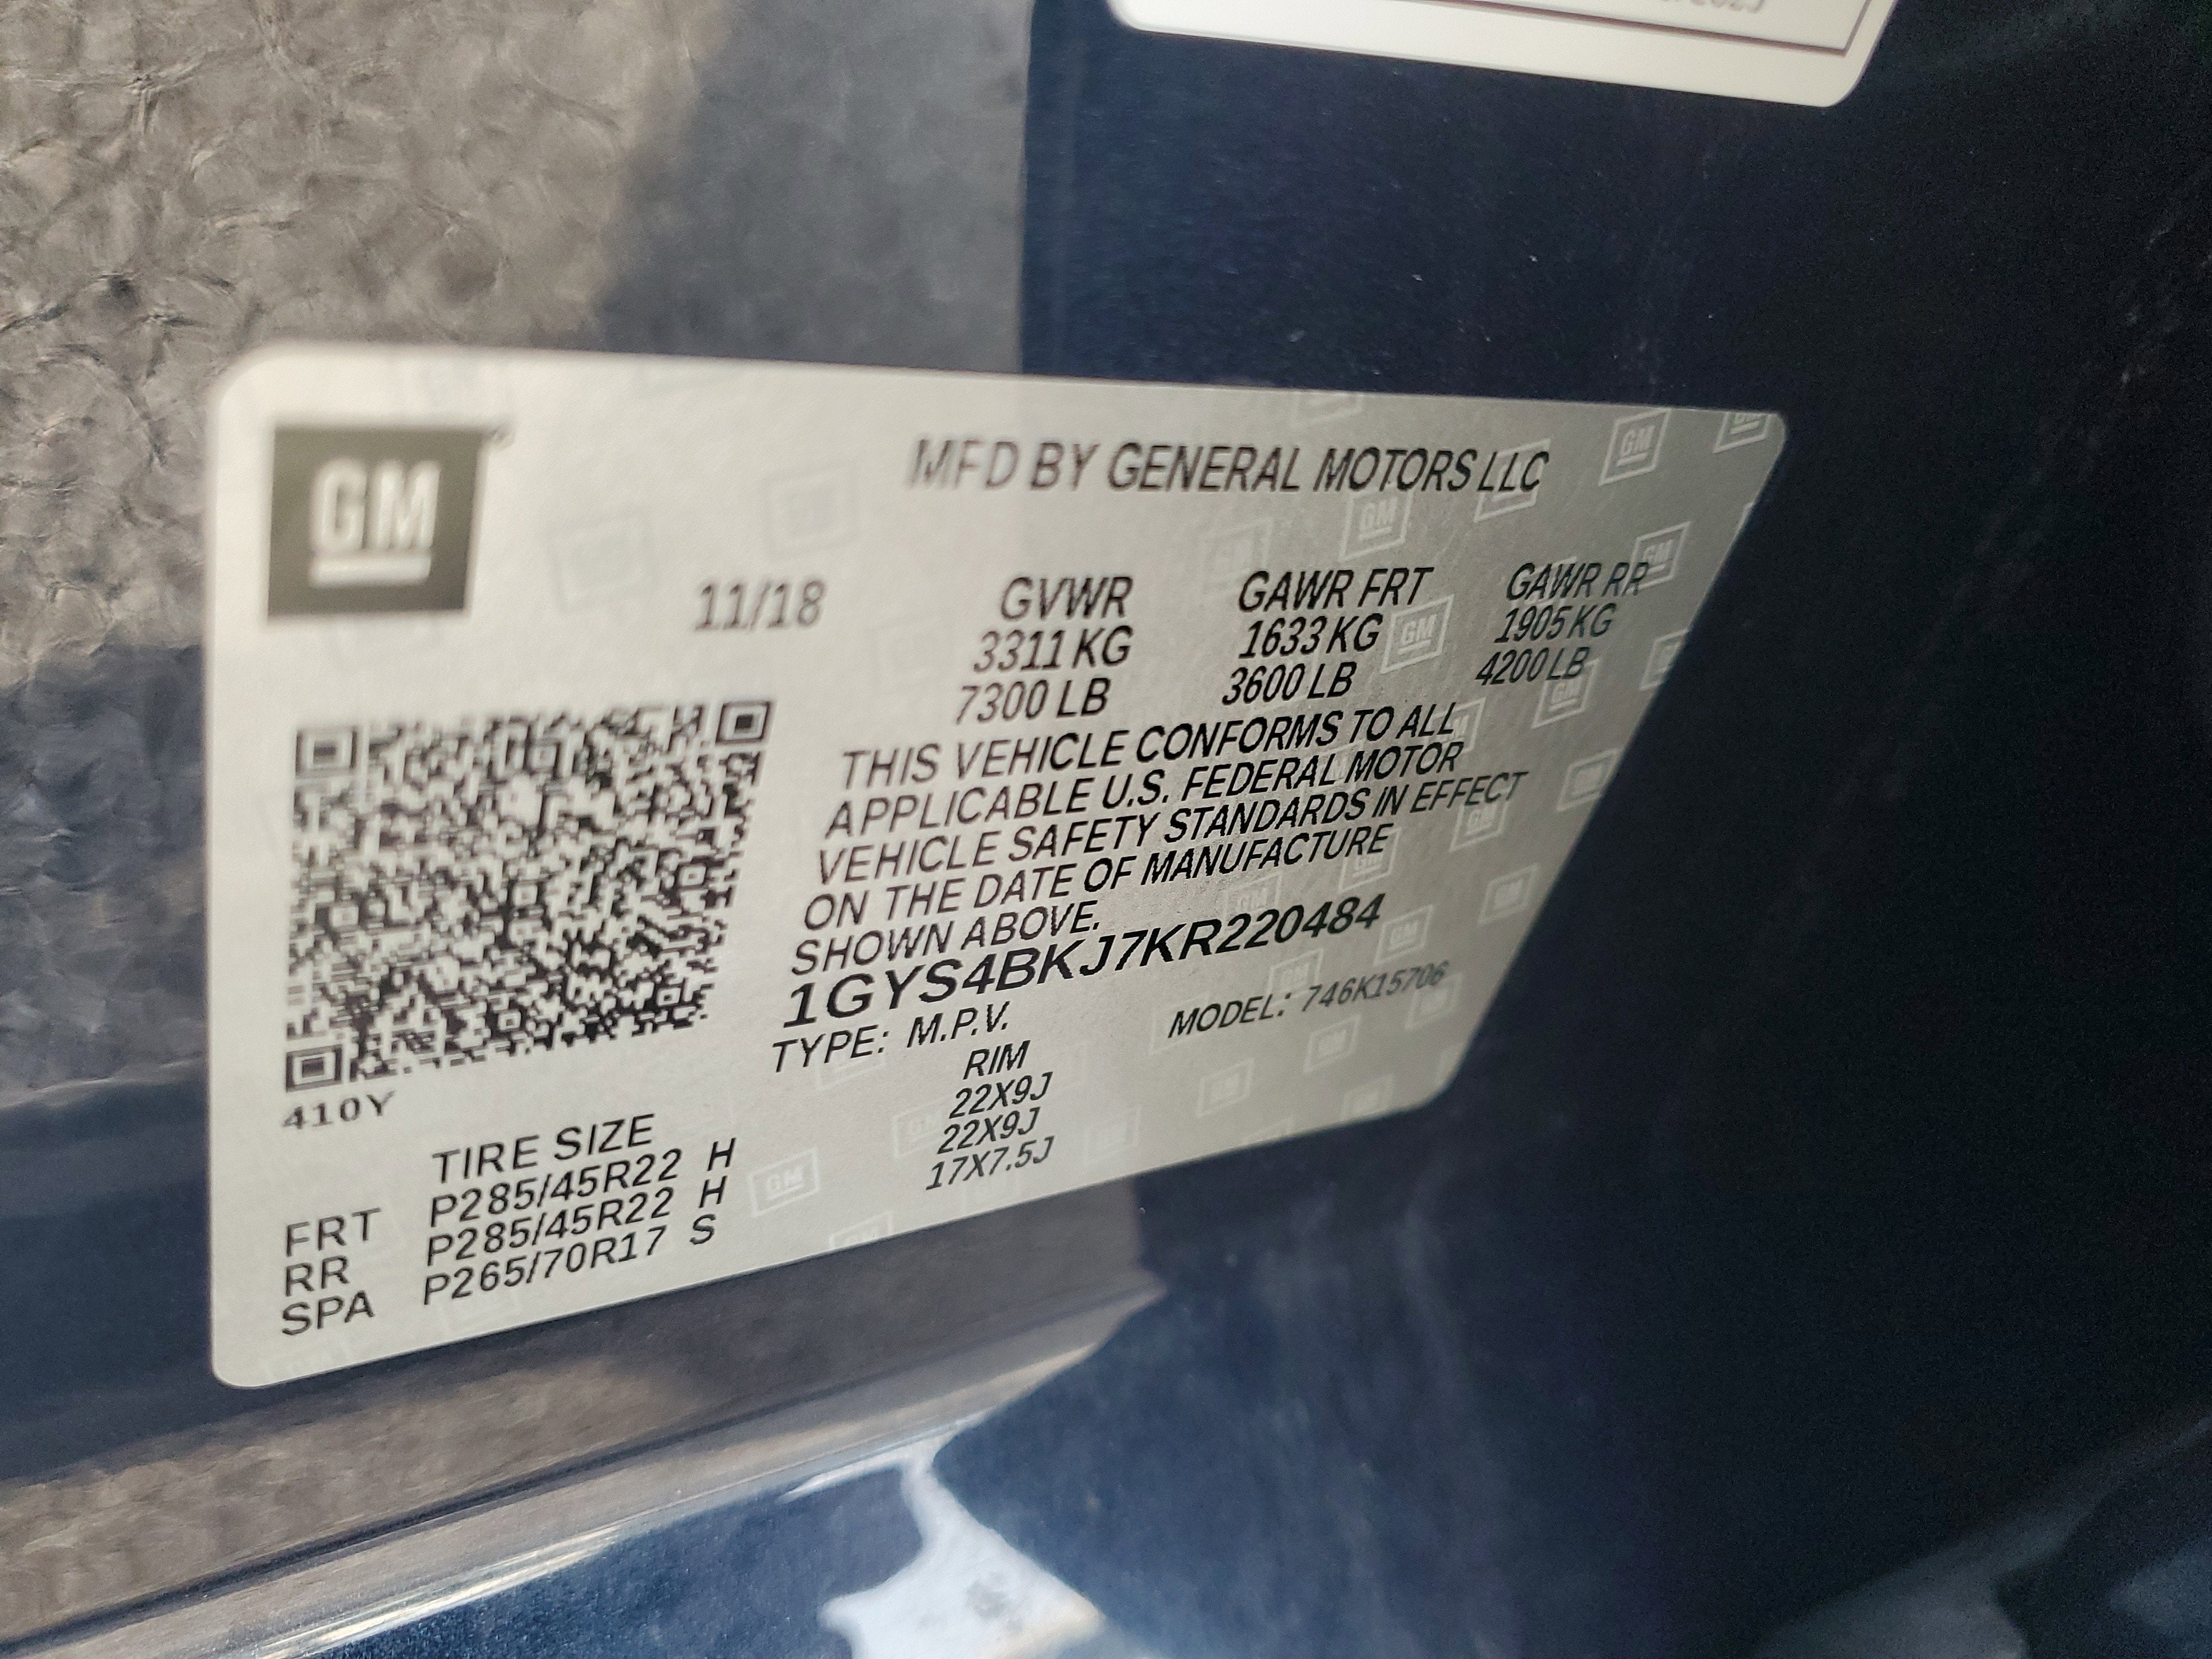 GM
MFD BY GENERAL MOTORS LLC
11/18 GVWR GAWR FRT GAWR RR
3311 KG 1633 KG 1905 KG
7300 LB 3600 LB 4200 LB
THIS VEHICLE CONFORMS TO ALL
APPLICABLE U.S. FEDERAL MOTOR
VEHICLE SAFETY STANDARDS IN EFFECT
ON THE DATE OF MANUFACTURE
SHOWN ABOVE.
1GYS4BKJ7KR220484
TYPE: M.P.V. MODEL: 746K15706
410Y
TIRE SIZE RIM
FRT P285/45R22 H 22X9J
RR P285/45R22 H 22X9J
SPA P265/70R17 S 17X7.5J